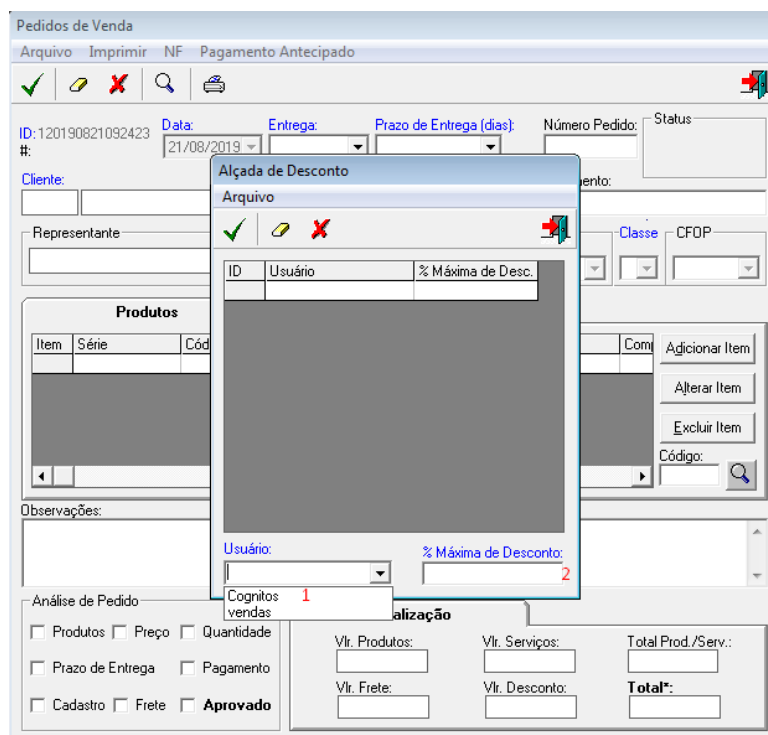 Pedidos de Venda
Arquivo Imprimir NF Pagamento Antecipado
ID: 120190821092423
#:
Data:
21/08/2019
Entrega:
Prazo de Entrega (dias):
Número Pedido:
Status
Cliente:
ento:
Representante
Classe
CFOP
Produtos
Item Série Cód
Com
Adicionar Item
Alterar Item
Excluir Item
Código:
Observações:
Alçada de Desconto
Arquivo
ID Usuário % Máxima de Desc.
Usuário:
% Máxima de Desconto:
2
Cognitos 1
vendas
Análise de Pedido
Produtos Preço Quantidade
Prazo de Entrega Pagamento
Cadastro Frete Aprovado
alização
Vlr. Produtos: Vlr. Serviços: Total Prod./Serv.:
Vlr. Frete: Vlr. Desconto: Total*: